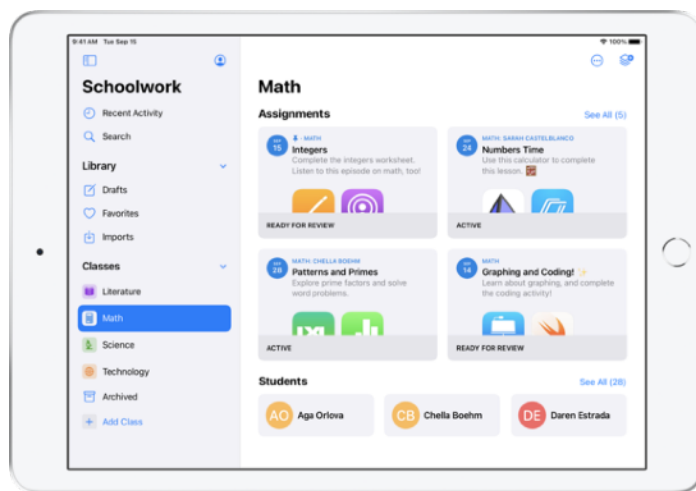 9:41 AM Tue Sep 15
100%
Schoolwork
Recent Activity
Search
Library
Drafts
Favorites
Imports
Classes
Literature
Math
Science
Technology
Archived
Add Class
Math
Assignments
See All (5)
SEP
15
MATH
Integers
Complete the integers worksheet.
Listen to this episode on math, too!
READY FOR REVIEW
SEP
24
MATH: SARAH CASTELBLANCO
Numbers Time
Use this calculator to complete
this lesson.
ACTIVE
SEP
28
MATH: CHELLA BOEHM
Patterns and Primes
Explore prime factors and solve
word problems.
ACTIVE
SEP
14
MATH
Graphing and Coding!
Learn about graphing, and complete
the coding activity!
READY FOR REVIEW
Students
See All (28)
AO
Aga Orlova
CB
Chella Boehm
DE
Daren Estrada